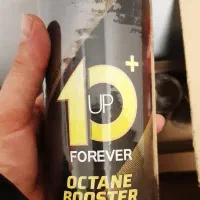 10+
UP
FOREVER
OCTANE
BOOSTER